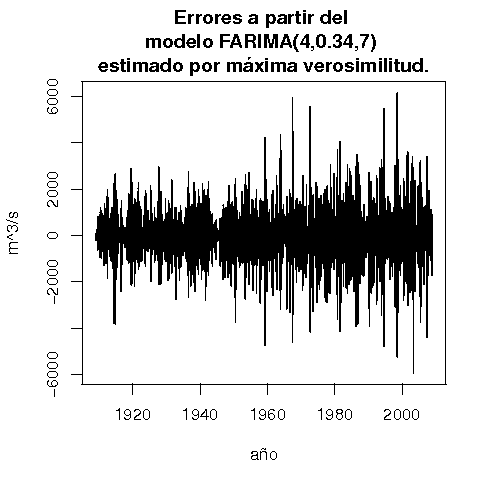 Errores a partir del
modelo FARIMA(4,0.34,7)
estimado por máxima verosimilitud.
6000
2000
0
−2000
−6000
m^3/s
1920 1940 1960 1980 2000
año